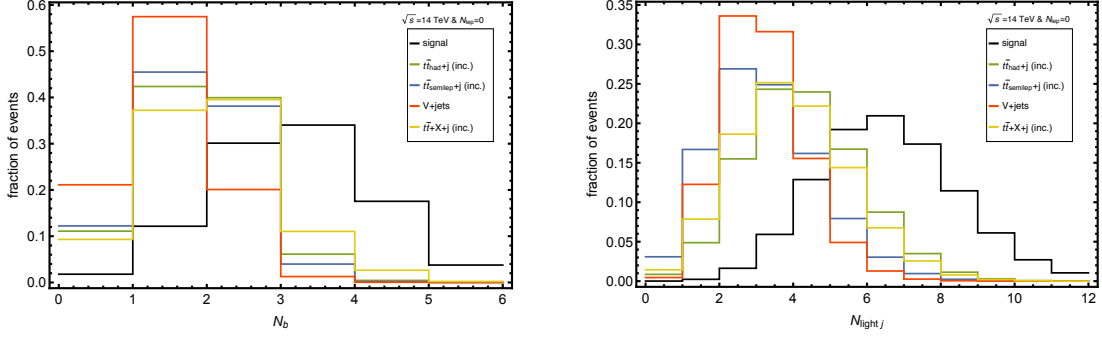 √s =14 TeV & N_lep=0
signal
tt̄_had+j (inc.)
tt̄_semilep+j (inc.)
V+jets
tt̄+X+j (inc.)
fraction of events
0.6
0.5
0.4
0.3
0.2
0.1
0.0
0 1 2 3 4 5 6
N_b
√s =14 TeV & N_lep=0
signal
tt̄_had+j (inc.)
tt̄_semilep+j (inc.)
V+jets
tt̄+X+j (inc.)
fraction of events
0.35
0.30
0.25
0.20
0.15
0.10
0.05
0.00
0 2 4 6 8 10 12
N_light j